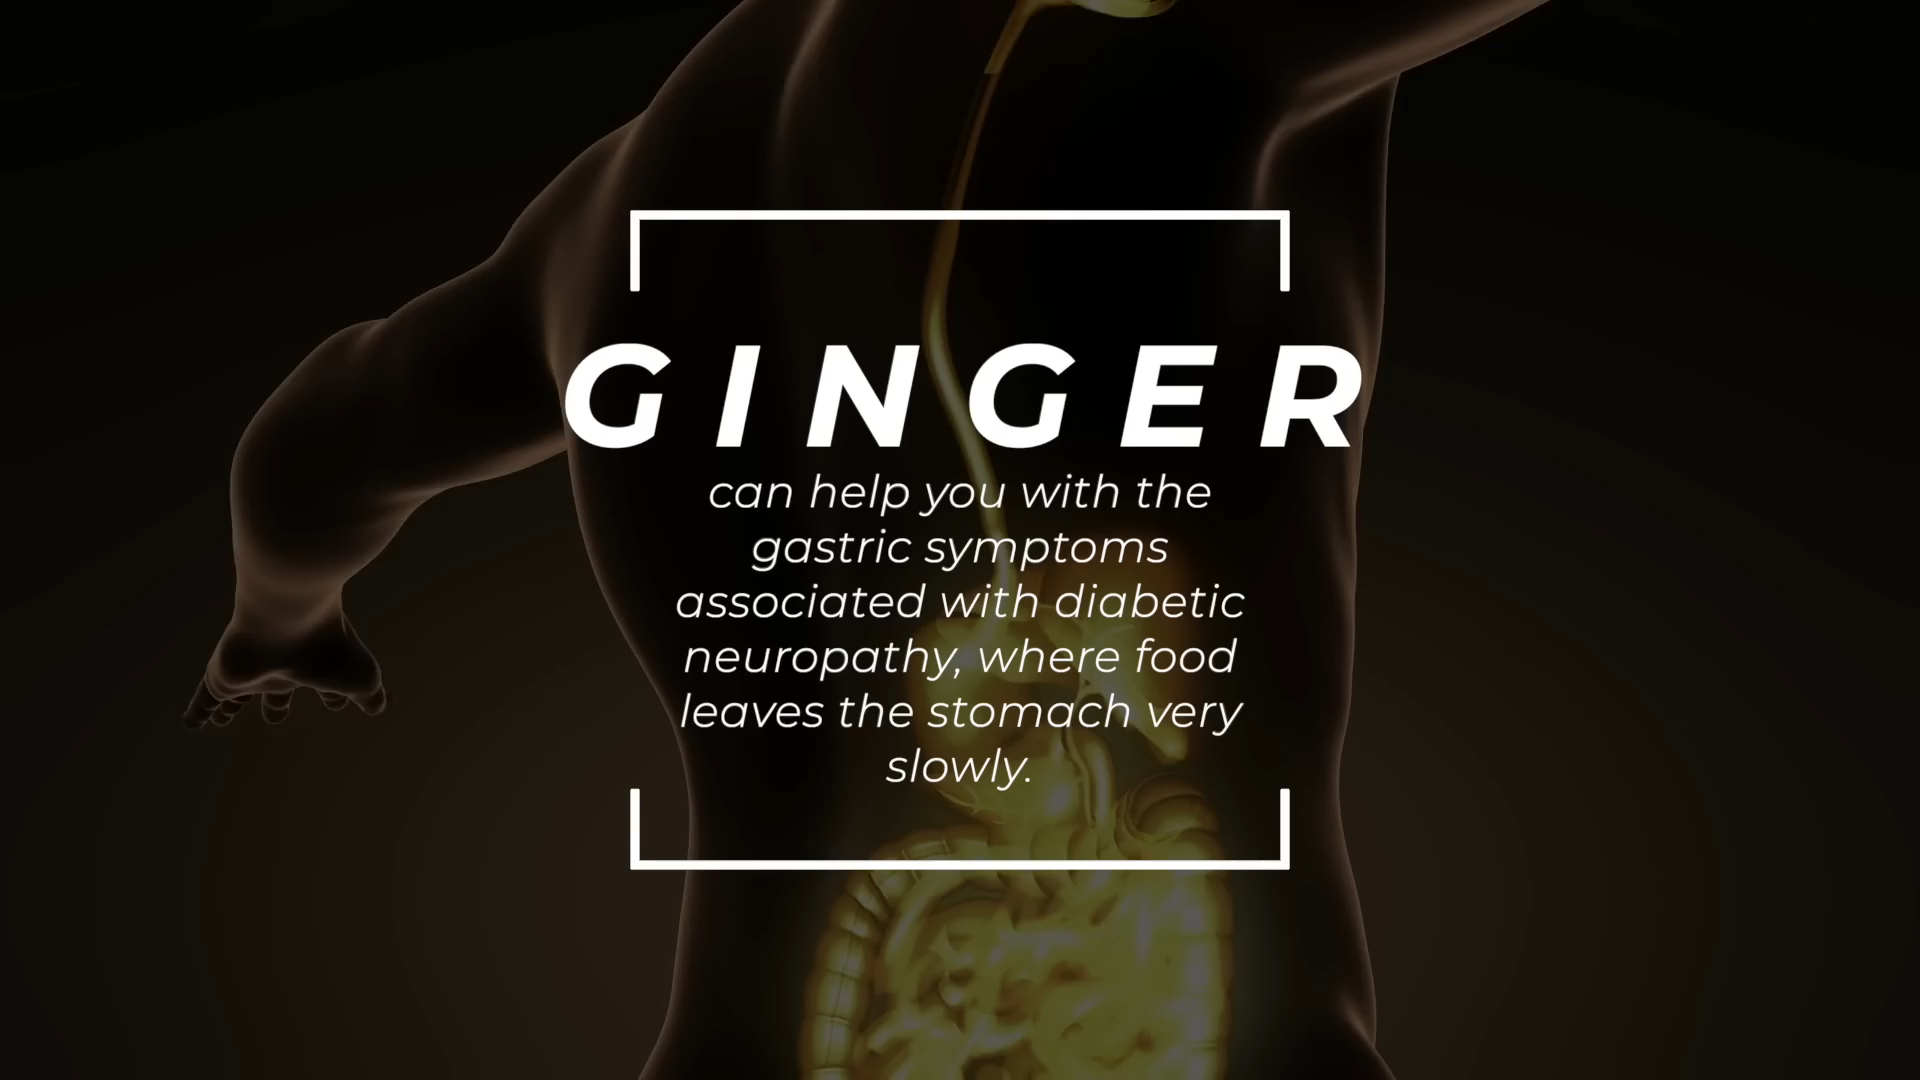 GINGER
can help you with the
gastric symptoms
associated with diabetic
neuropathy, where food
leaves the stomach very
slowly.